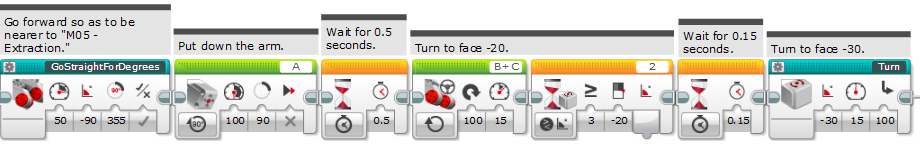 Go forward so as to be
nearer to "M05 -
Extraction."
Put down the arm.
Wait for 0.5
seconds.
Turn to face -20.
Wait for 0.15
seconds.
Turn to face -30.
GoStraightForDegrees
A
B+C
2
Turn
90°
≥
50 -90 355
90°
100 90
0.5
100 15
3 -20
0.15
-30 15 100